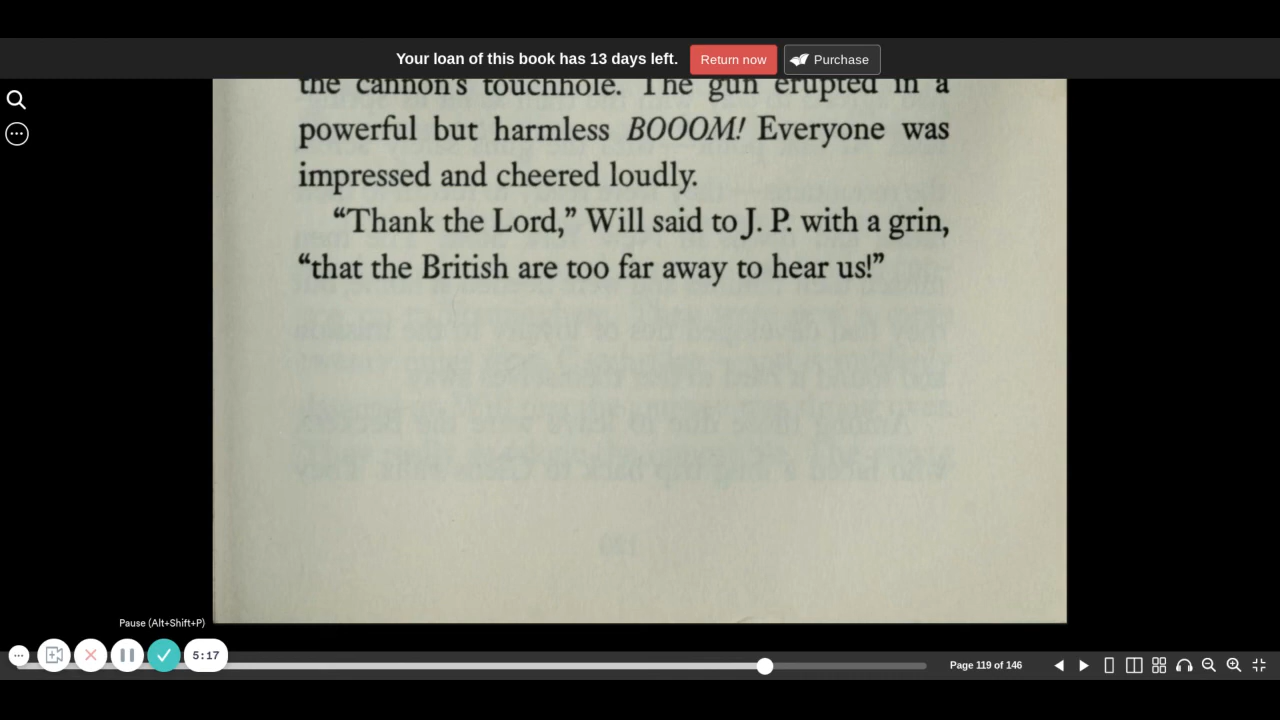 Your loan of this book has 13 days left. Return now Purchase
the cannon's touchhole. The gun erupted in a
powerful but harmless BOOOM! Everyone was
impressed and cheered loudly.
“Thank the Lord,” Will said to J. P. with a grin,
“that the British are too far away to hear us!”
120
Pause (Alt+Shift+P)
5:17
Page 119 of 146